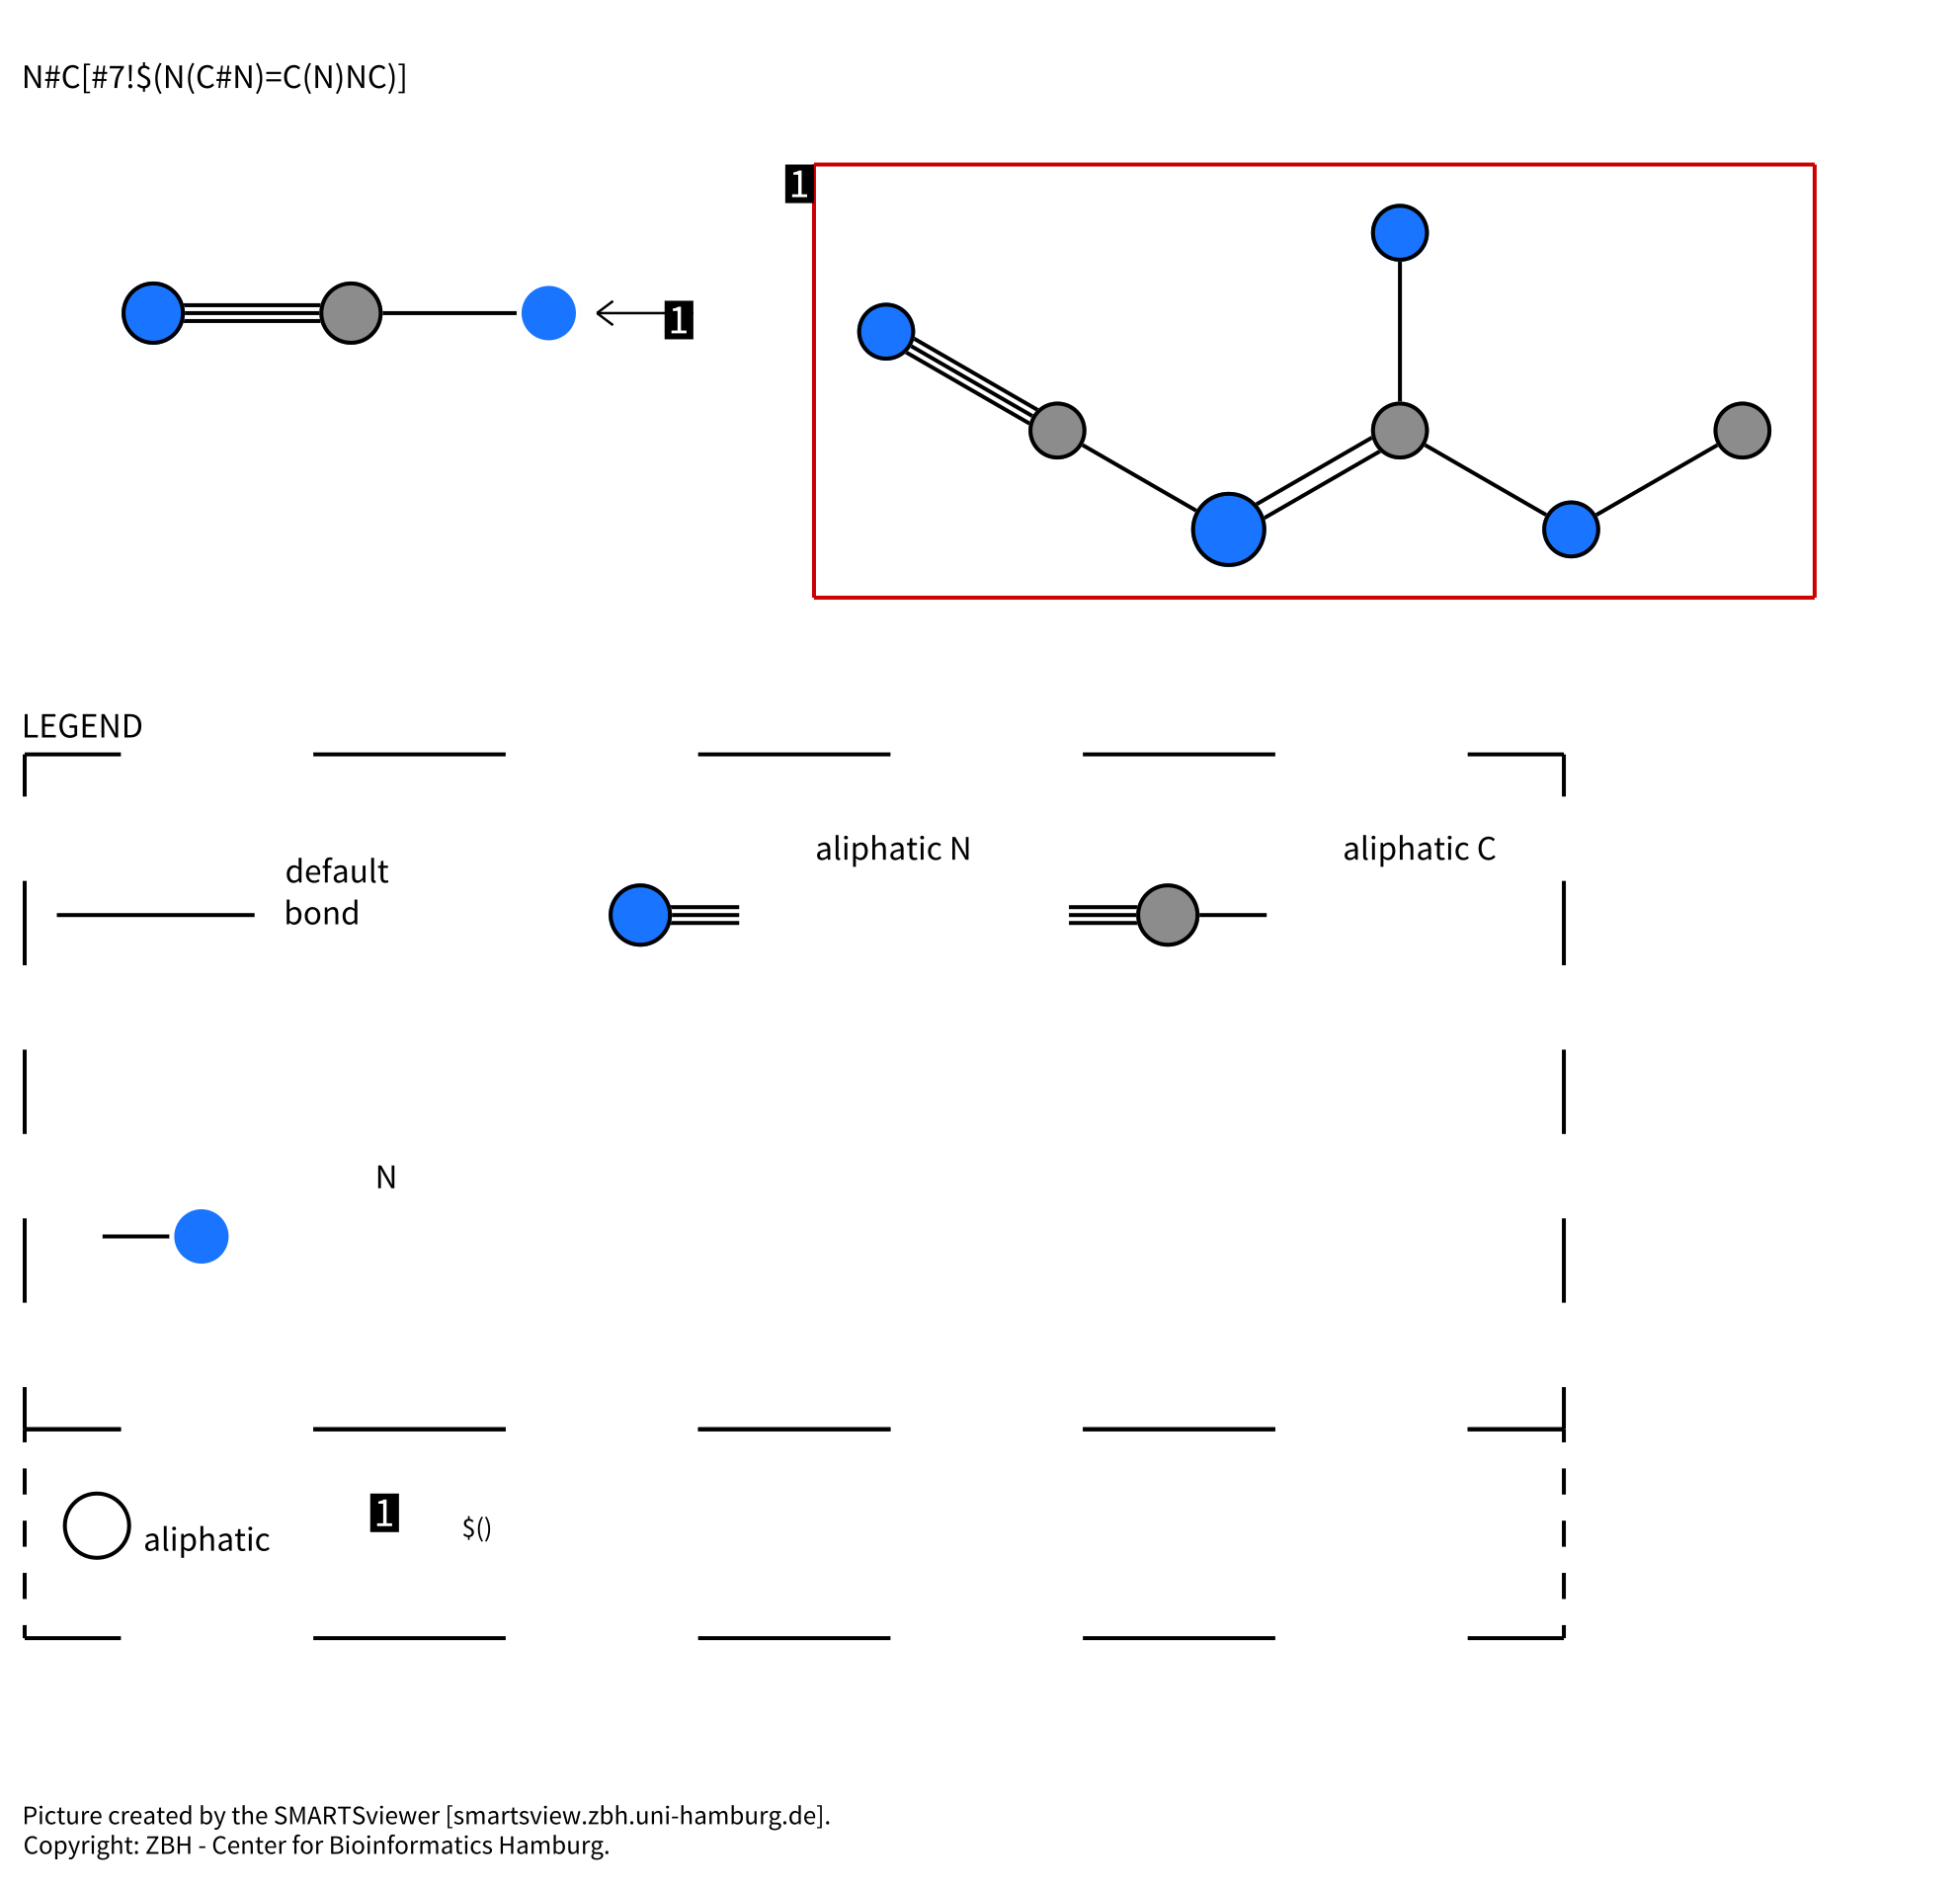 N#C[#7!$(N(C#N)=C(N)NC)]
1
1
LEGEND
default
bond
aliphatic N
aliphatic C
N
aliphatic
1
$()
Picture created by the SMARTSviewer [smartsview.zbh.uni-hamburg.de].
Copyright: ZBH - Center for Bioinformatics Hamburg.